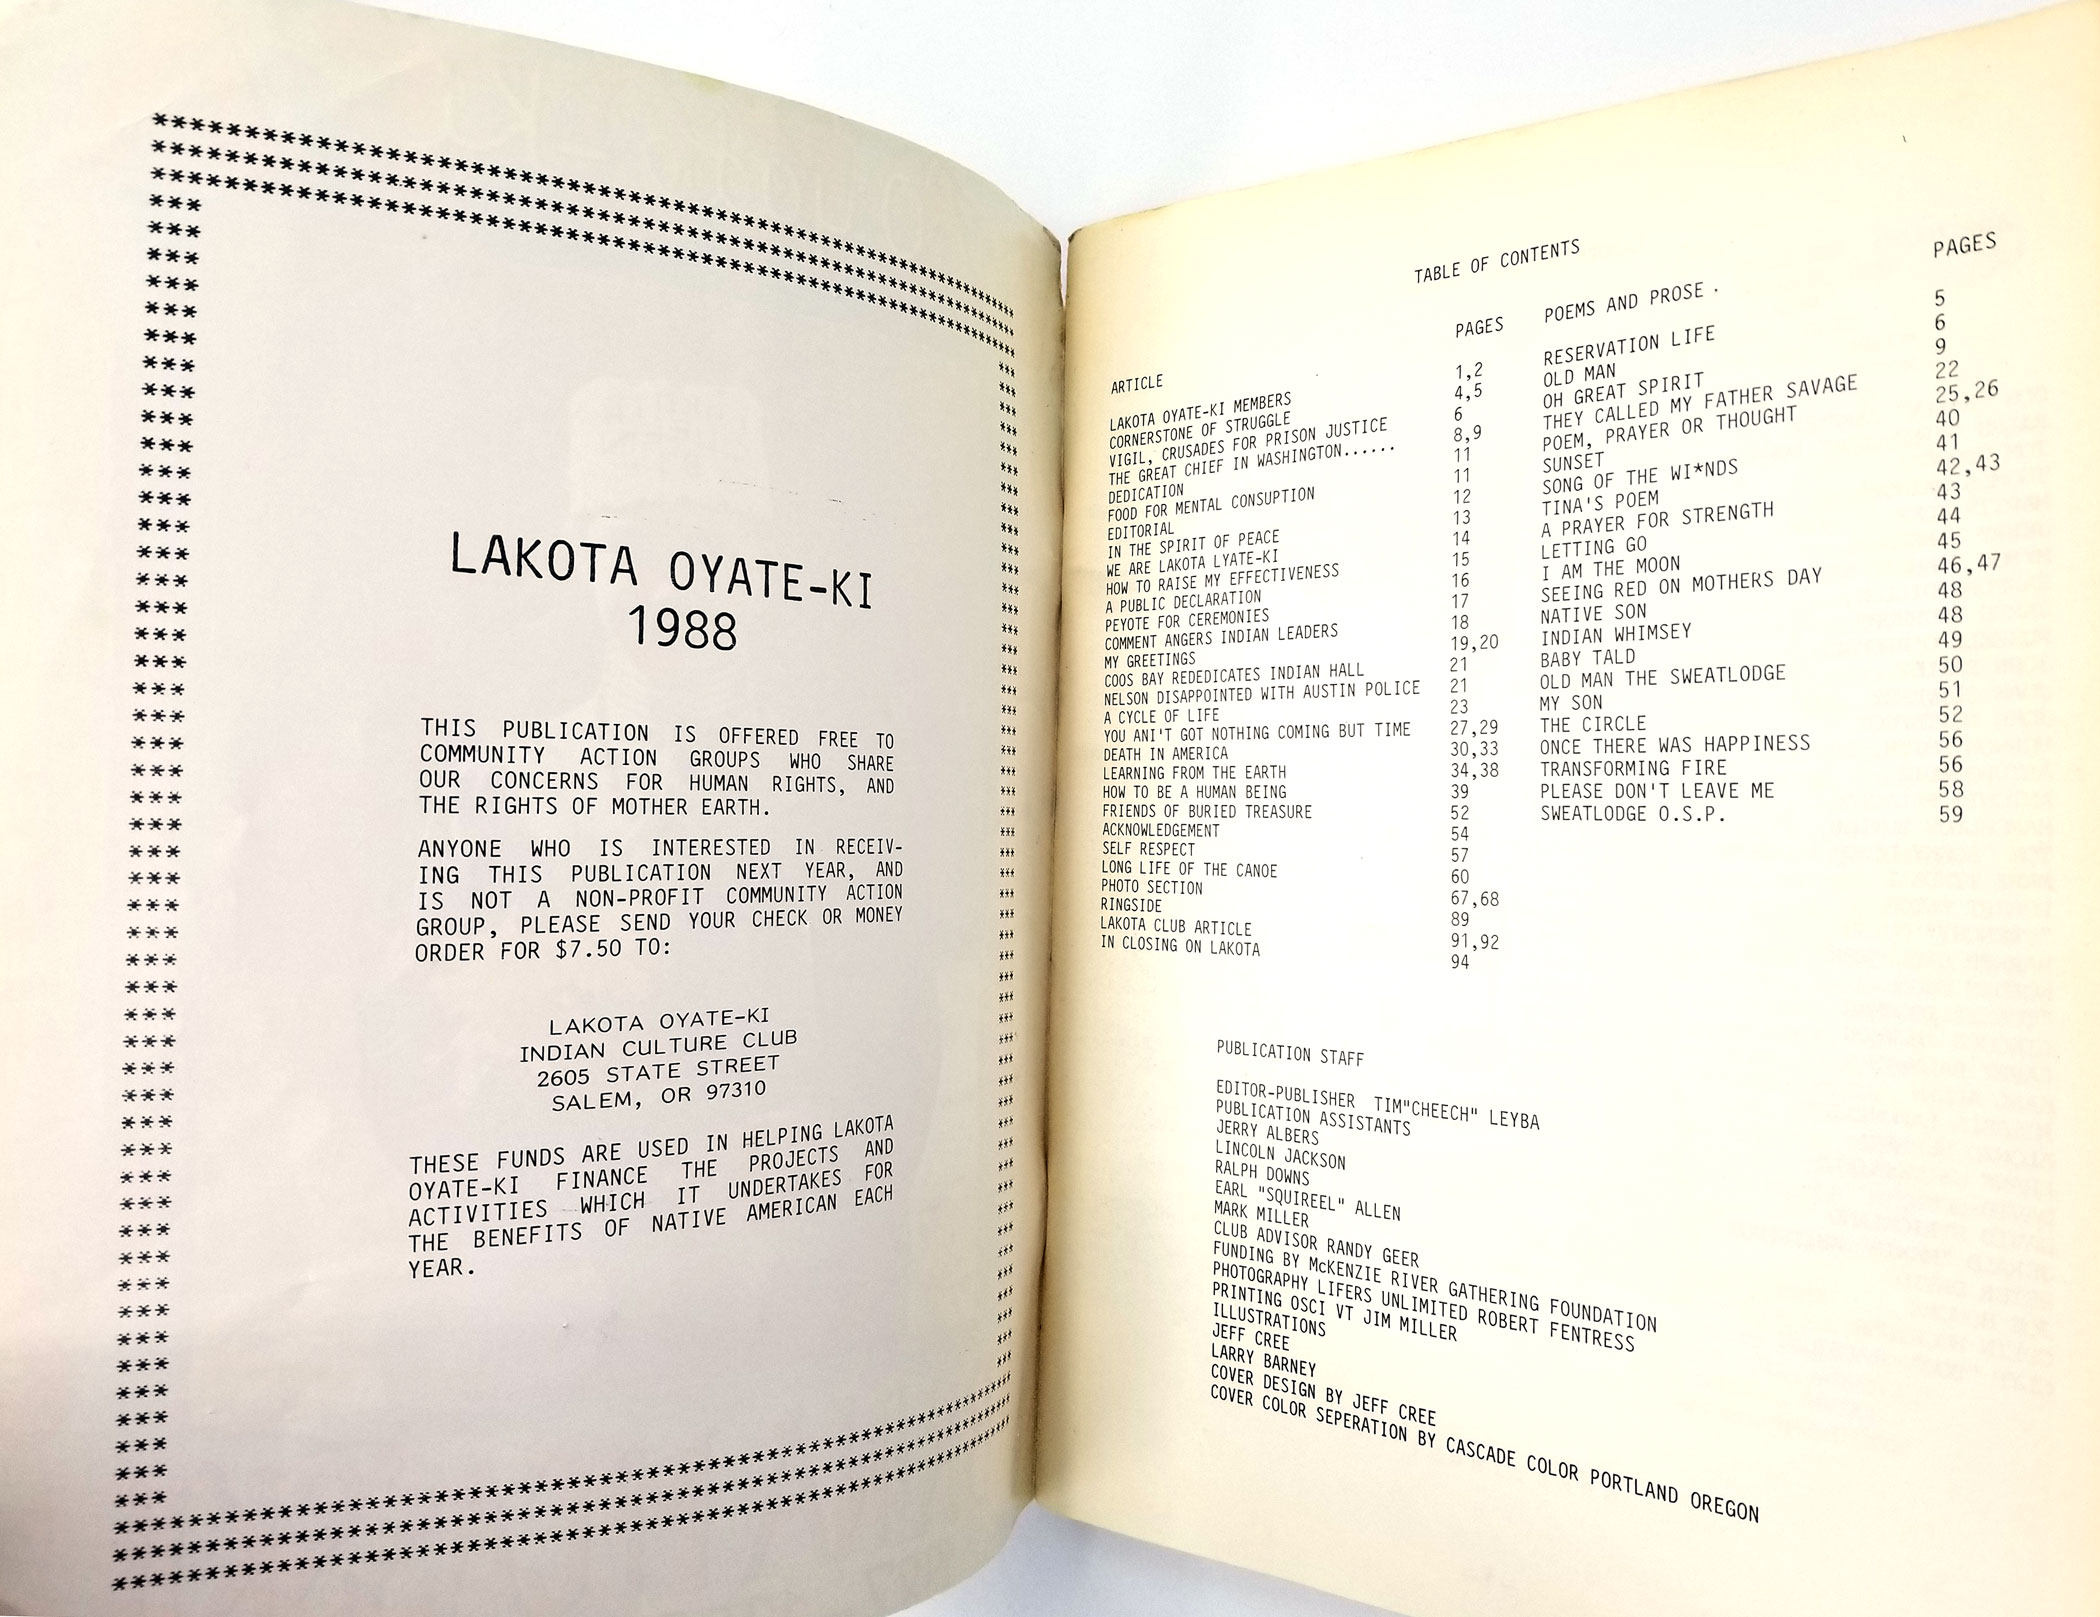 LAKOTA OYATE-KI
1988
THIS PUBLICATION IS OFFERED FREE TO
COMMUNITY ACTION GROUPS WHO SHARE
OUR CONCERNS FOR HUMAN RIGHTS, AND
THE RIGHTS OF MOTHER EARTH.
ANYONE WHO IS INTERESTED IN RECEIV-
ING THIS PUBLICATION NEXT YEAR, AND
IS NOT A NON-PROFIT COMMUNITY ACTION
GROUP, PLEASE SEND YOUR CHECK OR MONEY
ORDER FOR $7.50 TO:
LAKOTA OYATE-KI
INDIAN CULTURE CLUB
2605 STATE STREET
SALEM, OR 97310
THESE FUNDS ARE USED IN HELPING LAKOTA
OYATE-KI FINANCE THE PROJECTS AND
ACTIVITIES WHICH IT UNDERTAKES FOR
THE BENEFITS OF NATIVE AMERICAN EACH
YEAR.
TABLE OF CONTENTS
ARTICLE PAGES
LAKOTA OYATE-KI MEMBERS 1,2
CORNERSTONE OF STRUGGLE 4,5
VIGIL, CRUSADES FOR PRISON JUSTICE 6
THE GREAT CHIEF IN WASHINGTON...... 8,9
DEDICATION 11
FOOD FOR MENTAL CONSUPTION 11
EDITORIAL 12
IN THE SPIRIT OF PEACE 13
WE ARE LAKOTA LYATE-KI 14
HOW TO RAISE MY EFFECTIVENESS 15
A PUBLIC DECLARATION 16
PEYOTE FOR CEREMONIES 17
COMMENT ANGERS INDIAN LEADERS 18
MY GREETINGS 19,20
COOS BAY REDEDICATES INDIAN HALL 21
NELSON DISAPPOINTED WITH AUSTIN POLICE 21
A CYCLE OF LIFE 23
YOU ANI'T GOT NOTHING COMING BUT TIME 27,29
DEATH IN AMERICA 30,33
LEARNING FROM THE EARTH 34,38
HOW TO BE A HUMAN BEING 39
FRIENDS OF BURIED TREASURE 52
ACKNOWLEDGEMENT 54
SELF RESPECT 57
LONG LIFE OF THE CANOE 60
PHOTO SECTION 67,68
RINGSIDE 89
LAKOTA CLUB ARTICLE 91,92
IN CLOSING ON LAKOTA 94
POEMS AND PROSE . PAGES
RESERVATION LIFE 5
OLD MAN 6
OH GREAT SPIRIT 9
THEY CALLED MY FATHER SAVAGE 22
POEM, PRAYER OR THOUGHT 25,26
SUNSET 40
SONG OF THE WI*NDS 41
TINA'S POEM 42,43
A PRAYER FOR STRENGTH 43
LETTING GO 44
I AM THE MOON 45
SEEING RED ON MOTHERS DAY 46,47
NATIVE SON 48
INDIAN WHIMSEY 48
BABY TALD 49
OLD MAN THE SWEATLODGE 50
MY SON 51
THE CIRCLE 52
ONCE THERE WAS HAPPINESS 56
TRANSFORMING FIRE 56
PLEASE DON'T LEAVE ME 58
SWEATLODGE O.S.P. 59
PUBLICATION STAFF
EDITOR-PUBLISHER TIM"CHEECH" LEYBA
PUBLICATION ASSISTANTS
JERRY ALBERS
LINCOLN JACKSON
RALPH DOWNS
EARL "SQUIREEL" ALLEN
MARK MILLER
CLUB ADVISOR RANDY GEER
FUNDING BY McKENZIE RIVER GATHERING FOUNDATION
PHOTOGRAPHY LIFERS UNLIMITED ROBERT FENTRESS
PRINTING OSCI VT JIM MILLER
ILLUSTRATIONS
JEFF CREE
LARRY BARNEY
COVER DESIGN BY JEFF CREE
COVER COLOR SEPERATION BY CASCADE COLOR PORTLAND OREGON